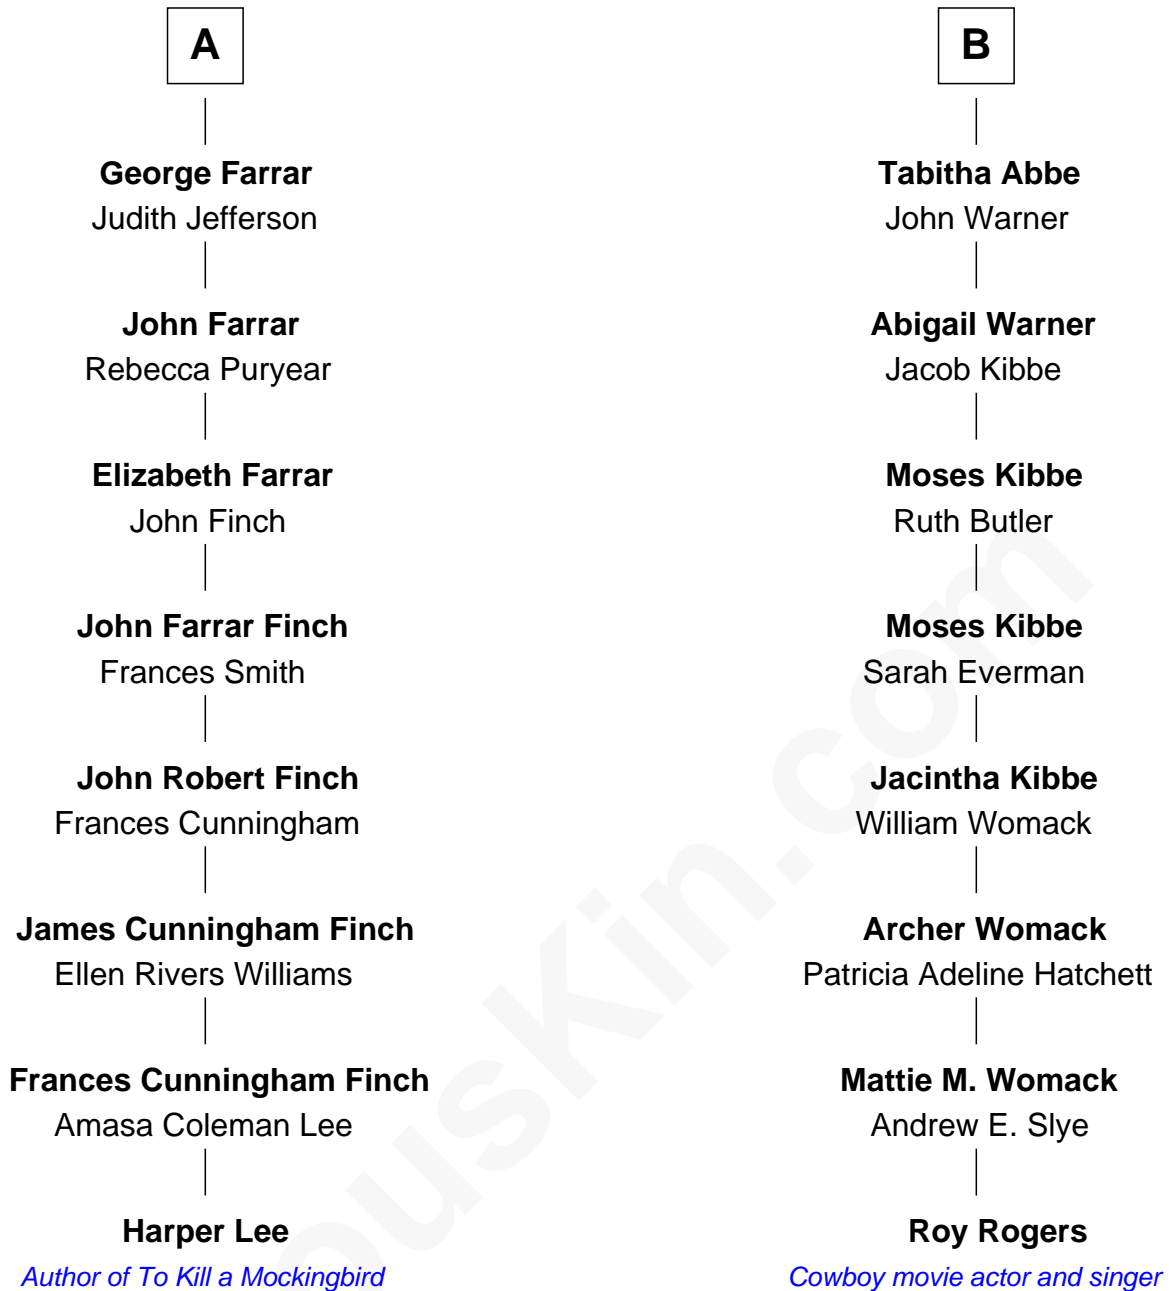 A
George Farrar
Judith Jefferson
John Farrar
Rebecca Puryear
Elizabeth Farrar
John Finch
John Farrar Finch
Frances Smith
John Robert Finch
Frances Cunningham
James Cunningham Finch
Ellen Rivers Williams
Frances Cunningham Finch
Amasa Coleman Lee
Harper Lee
Author of To Kill a Mockingbird
B
Tabitha Abbe
John Warner
Abigail Warner
Jacob Kibbe
Moses Kibbe
Ruth Butler
Moses Kibbe
Sarah Everman
Jacintha Kibbe
William Womack
Archer Womack
Patricia Adeline Hatchett
Mattie M. Womack
Andrew E. Slye
Roy Rogers
Cowboy movie actor and singer
ousKin.com